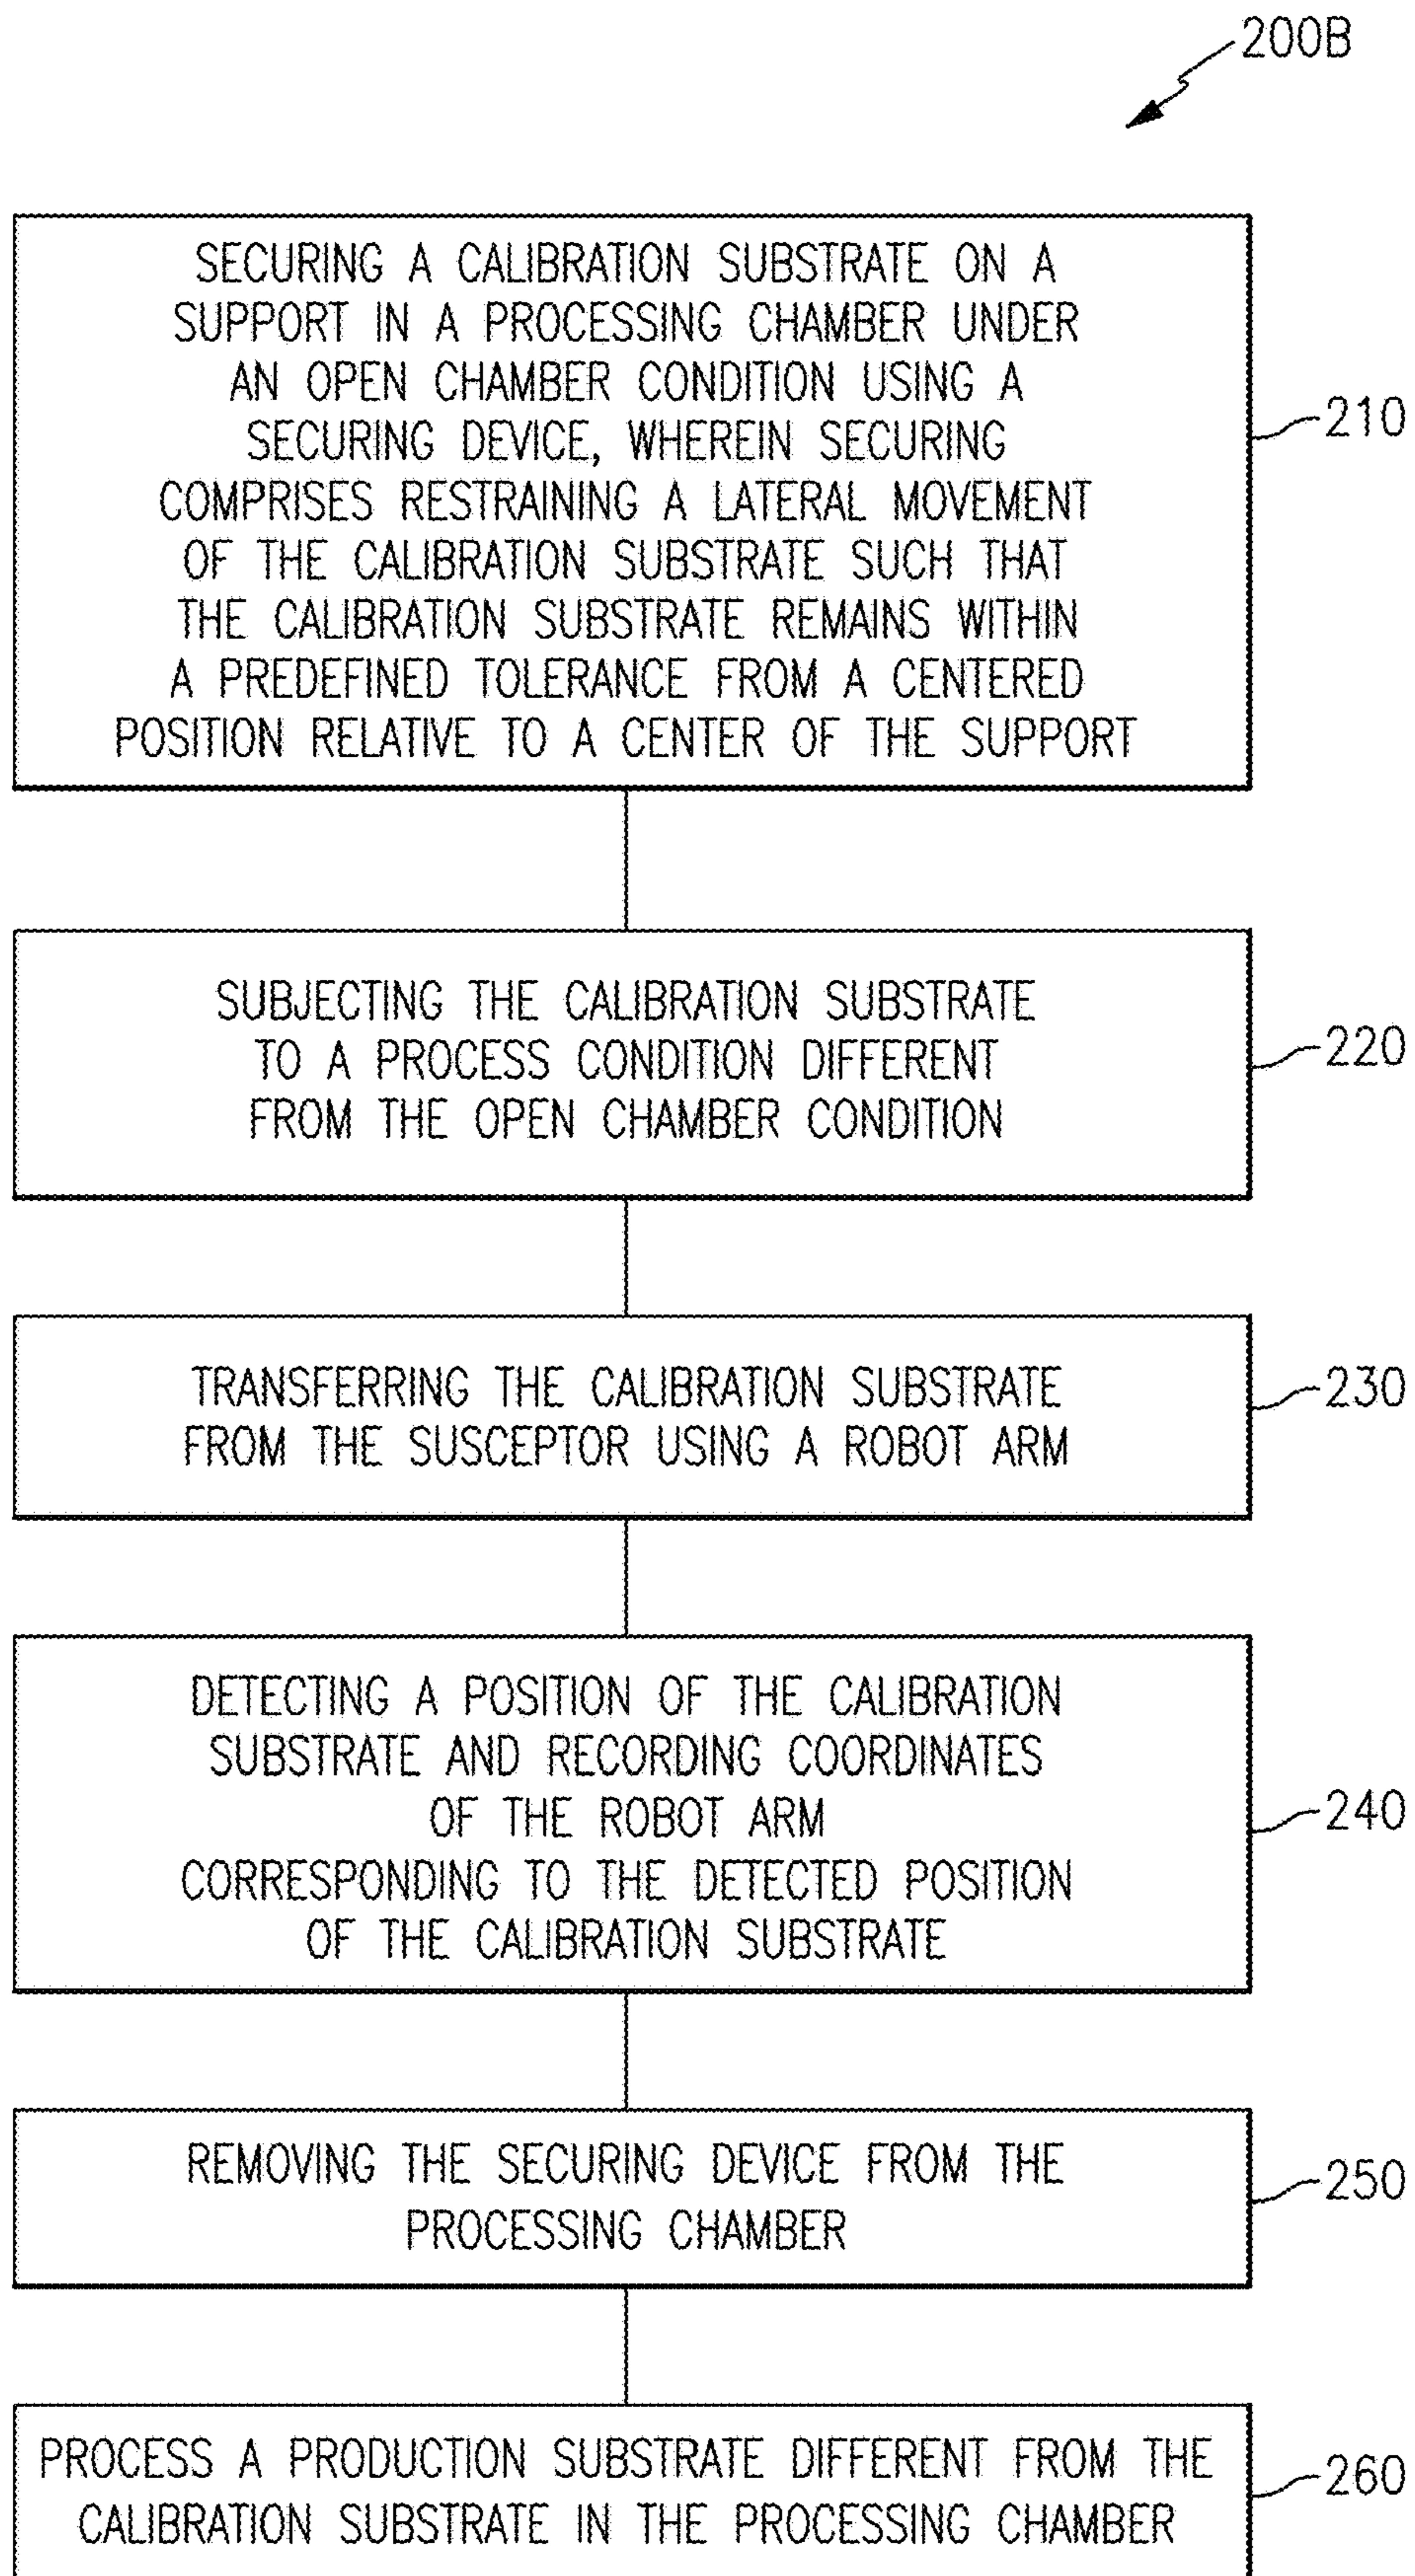 200B
SECURING A CALIBRATION SUBSTRATE ON A
SUPPORT IN A PROCESSING CHAMBER UNDER
AN OPEN CHAMBER CONDITION USING A
SECURING DEVICE, WHEREIN SECURING
COMPRISES RESTRAINING A LATERAL MOVEMENT
OF THE CALIBRATION SUBSTRATE SUCH THAT
THE CALIBRATION SUBSTRATE REMAINS WITHIN
A PREDEFINED TOLERANCE FROM A CENTERED
POSITION RELATIVE TO A CENTER OF THE SUPPORT
210
SUBJECTING THE CALIBRATION SUBSTRATE
TO A PROCESS CONDITION DIFFERENT
FROM THE OPEN CHAMBER CONDITION
220
TRANSFERRING THE CALIBRATION SUBSTRATE
FROM THE SUSCEPTOR USING A ROBOT ARM
230
DETECTING A POSITION OF THE CALIBRATION
SUBSTRATE AND RECORDING COORDINATES
OF THE ROBOT ARM
CORRESPONDING TO THE DETECTED POSITION
OF THE CALIBRATION SUBSTRATE
240
REMOVING THE SECURING DEVICE FROM THE
PROCESSING CHAMBER
250
PROCESS A PRODUCTION SUBSTRATE DIFFERENT FROM THE
CALIBRATION SUBSTRATE IN THE PROCESSING CHAMBER
260